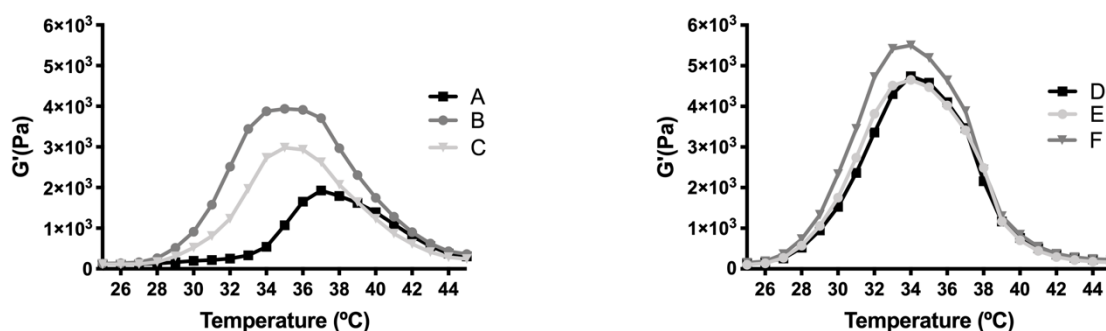 6×10³
5×10³
4×10³
3×10³
2×10³
1×10³
0
G'(Pa)
26 28 30 32 34 36 38 40 42 44
Temperature (ºC)
A
B
C
6×10³
5×10³
4×10³
3×10³
2×10³
1×10³
0
G'(Pa)
26 28 30 32 34 36 38 40 42 44
Temperature (ºC)
D
E
F